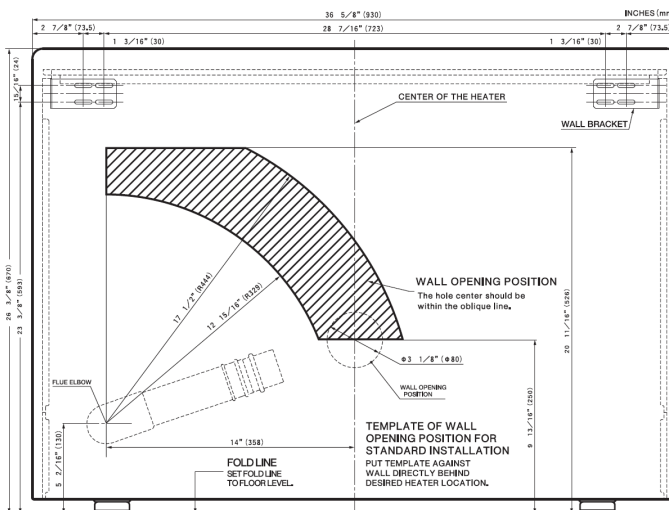 36 5/8" (930)
INCHES (mm
2 7/8" (73.5)
28 7/16" (723)
2 7/8" (73.5)
1 3/16" (30)
1 3/16" (30)
15/16" (24)
CENTER OF THE HEATER
WALL BRACKET
26 3/8" (670)
23 3/8" (593)
17 1/2" (R444)
12 15/16" (R329)
WALL OPENING POSITION
The hole center should be
within the oblique line.
20 11/16" (526)
Φ3 1/8" (Φ80)
FLUE ELBOW
WALL OPENING
POSITION
9 13/16" (250)
5 2/16" (130)
14" (358)
TEMPLATE OF WALL
OPENING POSITION FOR
STANDARD INSTALLATION
PUT TEMPLATE AGAINST
WALL DIRECTLY BEHIND
DESIRED HEATER LOCATION.
FOLD LINE
SET FOLD LINE
TO FLOOR LEVEL.